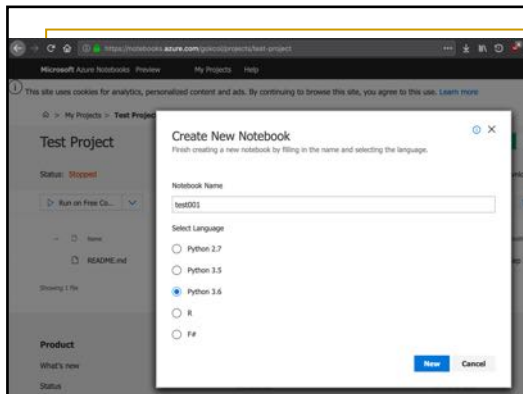 https://notebooks.azure.com/gokcol/projects/test-project
Microsoft Azure Notebooks Preview My Projects Help
This site uses cookies for analytics, personalized content and ads. By continuing to browse this site, you agree to this use. Learn more
> My Projects > Test Projec
Test Project
Status: Stopped
Run on Free Co...
Name
README.md
Showing 1 file
Product
What's new
Status
Create New Notebook
Finish creating a new notebook by filling in the name and selecting the language.
Notebook Name
test001
Select Language
Python 2.7
Python 3.5
Python 3.6
R
F#
New Cancel